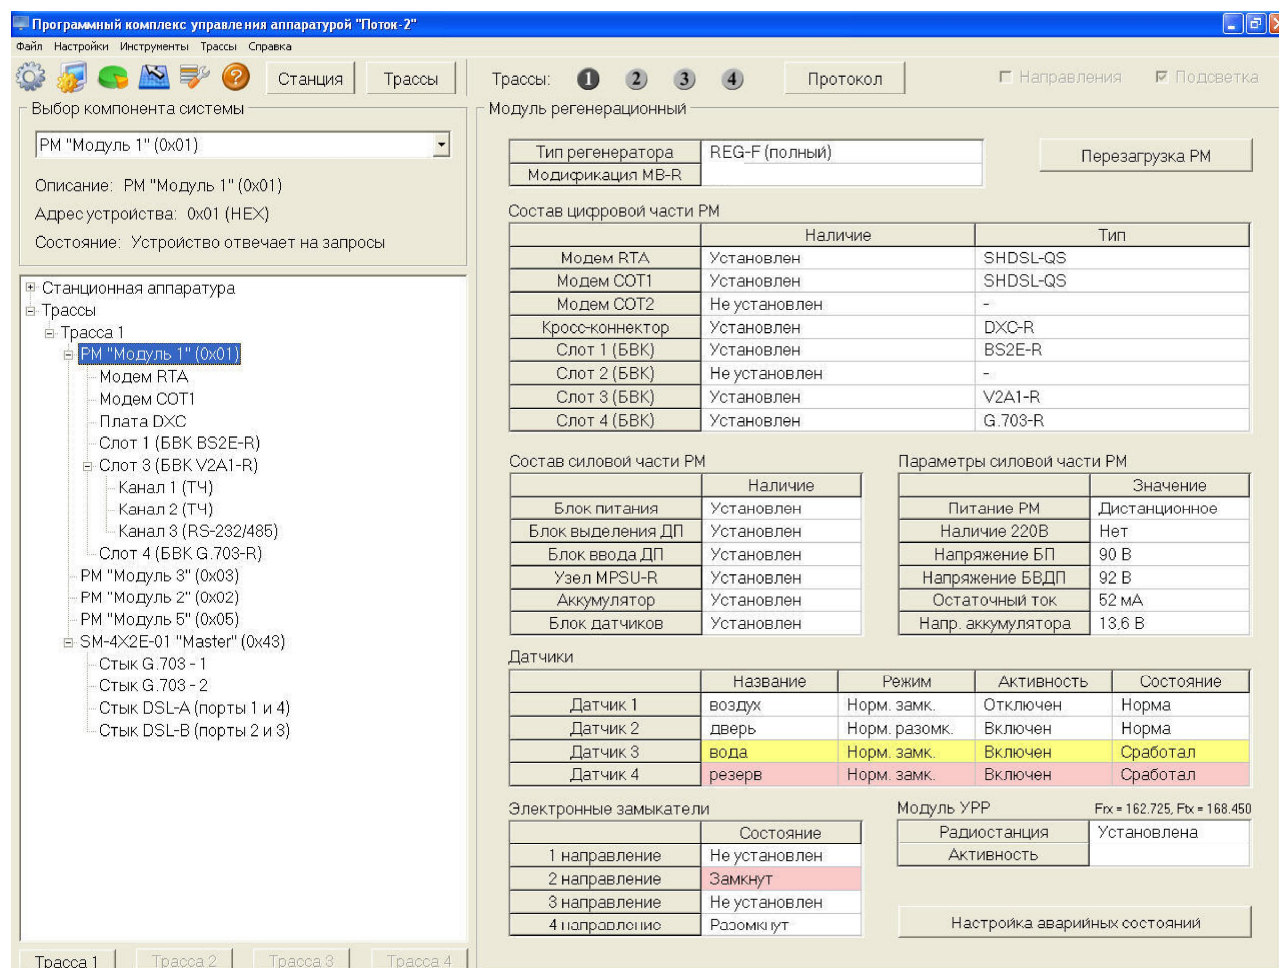 Программный комплекс управления аппаратурой "Поток-2"
Файл Настройки Инструменты Трассы Справка
Станция Трассы Трассы: 1 2 3 4 Протокол Направления Подсветка
Выбор компонента системы
РМ "Модуль 1" (0x01)
Описание: РМ "Модуль 1" (0x01)
Адрес устройства: 0x01 (HEX)
Состояние: Устройство отвечает на запросы
Станционная аппаратура
Трассы
Трасса 1
РМ "Модуль 1" (0x01)
Модем RTA
Модем COT1
Плата DXC
Слот 1 (БВК BS2E-R)
Слот 3 (БВК V2A1-R)
Канал 1 (ТЧ)
Канал 2 (ТЧ)
Канал 3 (RS-232/485)
Слот 4 (БВК G.703-R)
РМ "Модуль 3" (0x03)
РМ "Модуль 2" (0x02)
РМ "Модуль 5" (0x05)
SM-4X2E-01 "Master" (0x43)
Стык G.703 - 1
Стык G.703 - 2
Стык DSL-A (порты 1 и 4)
Стык DSL-B (порты 2 и 3)
Трасса 1 Трасса 2 Трасса 3 Трасса 4
Модуль регенерационный
Тип регенератора REG-F (полный)
Модификация MB-R
Перезагрузка РМ
Состав цифровой части РМ
Наличие Тип
Модем RTA Установлен SHDSL-QS
Модем COT1 Установлен SHDSL-QS
Модем COT2 Не установлен -
Кросс-коннектор Установлен DXC-R
Слот 1 (БВК) Установлен BS2E-R
Слот 2 (БВК) Не установлен -
Слот 3 (БВК) Установлен V2A1-R
Слот 4 (БВК) Установлен G.703-R
Состав силовой части РМ
Наличие
Блок питания Установлен
Блок выделения ДП Установлен
Блок ввода ДП Установлен
Узел MPSU-R Установлен
Аккумулятор Установлен
Блок датчиков Установлен
Параметры силовой части РМ
Значение
Питание РМ Дистанционное
Наличие 220В Нет
Напряжение БП 90 В
Напряжение БВДП 92 В
Остаточный ток 52 мА
Напр. аккумулятора 13,6 В
Датчики
Название Режим Активность Состояние
Датчик 1 воздух Норм. замк. Отключен Норма
Датчик 2 дверь Норм. разомк. Включен Норма
Датчик 3 вода Норм. замк. Включен Сработал
Датчик 4 резерв Норм. замк. Включен Сработал
Электронные замыкатели
Состояние
1 направление Не установлен
2 направление Замкнут
3 направление Не установлен
4 направление Разомкнут
Модуль УРР Frx = 162.725, Ftx = 168.450
Радиостанция Установлена
Активность
Настройка аварийных состояний